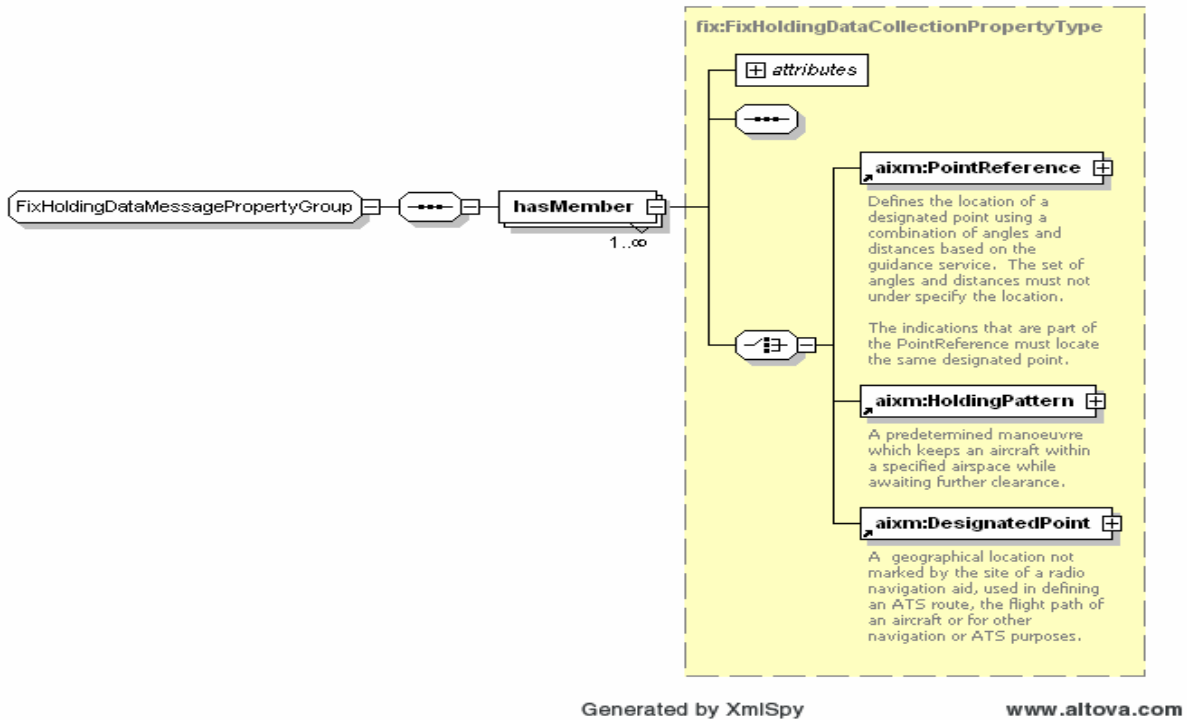 fix:FixHoldingDataCollectionPropertyType
attributes
FixHoldingDataMessagePropertyGroup
hasMember
1..∞
aixm:PointReference
Defines the location of a
designated point using a
combination of angles and
distances based on the
guidance service. The set of
angles and distances must not
under specify the location.
The indications that are part of
the PointReference must locate
the same designated point.
aixm:HoldingPattern
A predetermined manoeuvre
which keeps an aircraft within
a specified airspace while
awaiting further clearance.
aixm:DesignatedPoint
A geographical location not
marked by the site of a radio
navigation aid, used in defining
an ATS route, the flight path of
an aircraft or for other
navigation or ATS purposes.
Generated by XmlSpy
www.altova.com